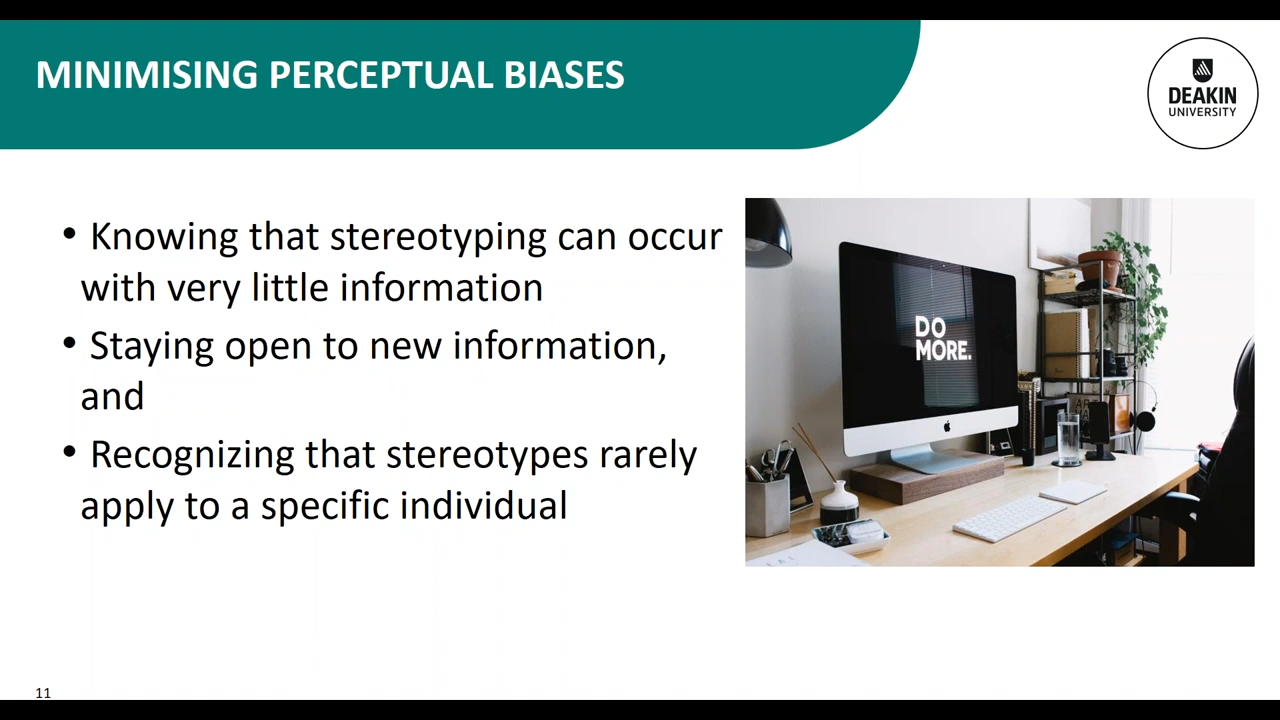 MINIMISING PERCEPTUAL BIASES
DEAKIN
UNIVERSITY
• Knowing that stereotyping can occur
with very little information
• Staying open to new information,
and
• Recognizing that stereotypes rarely
apply to a specific individual
DO
MORE.
11